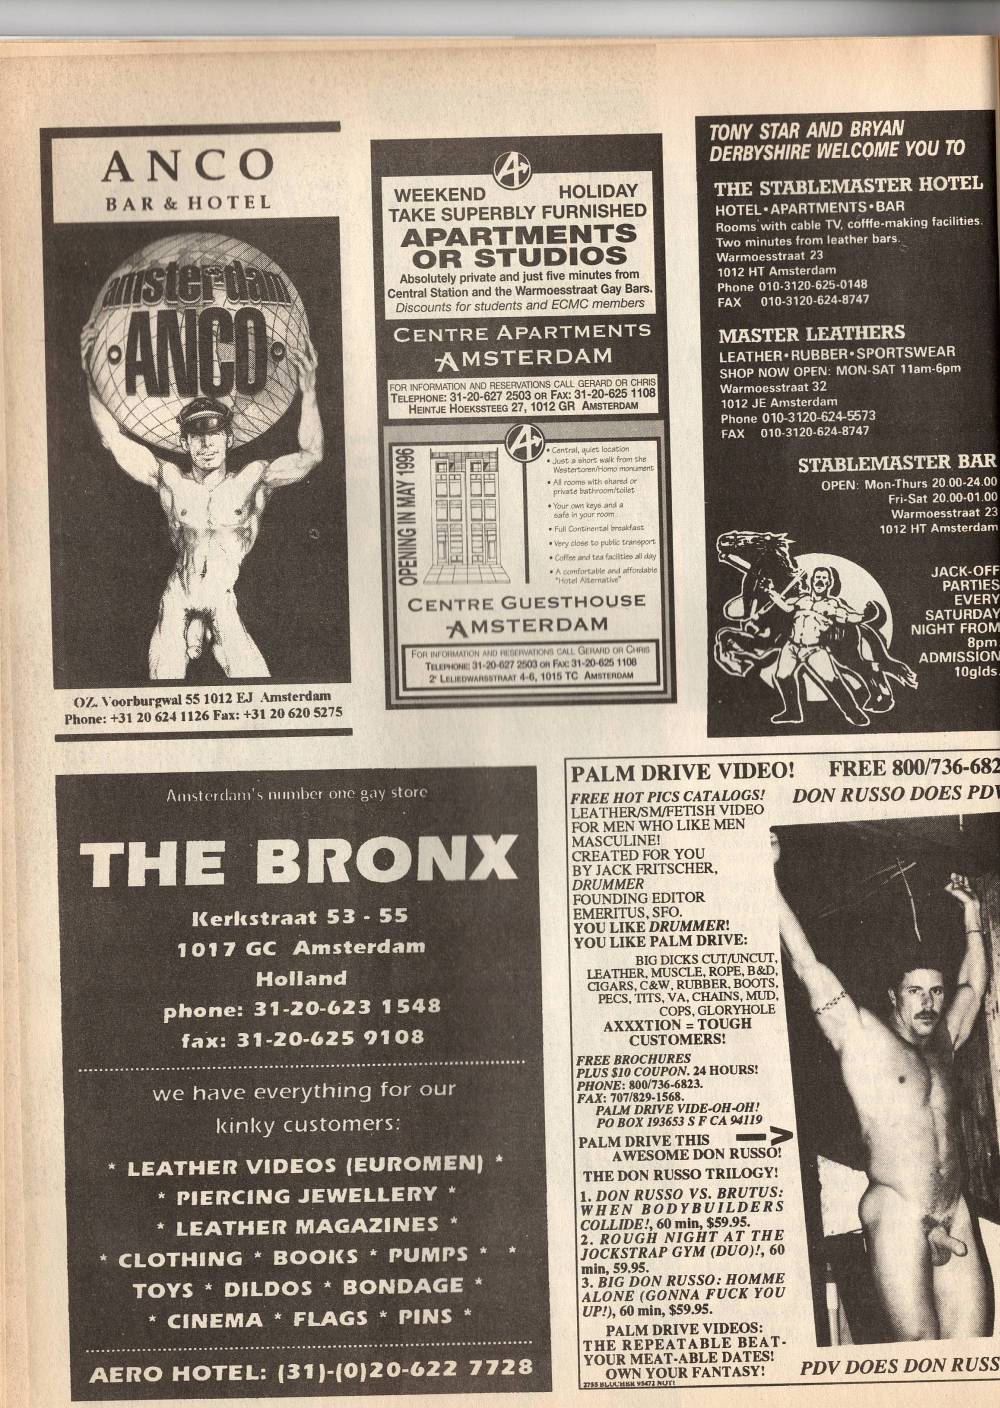 ANCO
BAR & HOTEL
amsterdam
ANCO
OZ. Voorburgwal 55 1012 EJ Amsterdam
Phone: +31 20 624 1126 Fax: +31 20 620 5275
WEEKEND HOLIDAY
TAKE SUPERBLY FURNISHED
APARTMENTS
OR STUDIOS
Absolutely private and just five minutes from
Central Station and the Warmoesstraat Gay Bars.
Discounts for students and ECMC members
CENTRE APARTMENTS
AMSTERDAM
FOR INFORMATION AND RESERVATIONS CALL GERARD OR CHRIS
TELEPHONE: 31-20-627 2503 OR FAX: 31-20-625 1108
HEINTJE HOEKSSTEEG 27, 1012 GR AMSTERDAM
OPENING IN MAY 1996
• Central, quiet location
• Just a short walk from the
Westertoren/Homo monument
• All rooms with shared or
private bathroom/toilet
• Your own keys and a
safe in your room
• Full Continental breakfast
• Very close to public transport
• Coffee and tea facilities all day
• A comfortable and affordable
"Hotel Alternative"
CENTRE GUESTHOUSE
AMSTERDAM
FOR INFORMATION AND RESERVATIONS CALL GERARD OR CHRIS
TELEPHONE: 31-20-627 2503 OR FAX: 31-20-625 1108
2e LELIEDWARSSTRAAT 4-6, 1015 TC AMSTERDAM
TONY STAR AND BRYAN
DERBYSHIRE WELCOME YOU TO
THE STABLEMASTER HOTEL
HOTEL•APARTMENTS•BAR
Rooms with cable TV, cofffe-making facilities.
Two minutes from leather bars.
Warmoesstraat 23
1012 HT Amsterdam
Phone 010-3120-625-0148
FAX 010-3120-624-8747
MASTER LEATHERS
LEATHER•RUBBER•SPORTSWEAR
SHOP NOW OPEN: MON-SAT 11am-6pm
Warmoesstraat 32
1012 JE Amsterdam
Phone 010-3120-624-5573
FAX 010-3120-624-8747
STABLEMASTER BAR
OPEN: Mon-Thurs 20.00-24.00
Fri-Sat 20.00-01.00
Warmoesstraat 23
1012 HT Amsterdam
JACK-OFF
PARTIES
EVERY
SATURDAY
NIGHT FROM
8pm
ADMISSION
10glds.
Amsterdam's number one gay store
THE BRONX
Kerkstraat 53 - 55
1017 GC Amsterdam
Holland
phone: 31-20-623 1548
fax: 31-20-625 9108
we have everything for our
kinky customers:
* LEATHER VIDEOS (EUROMEN) *
* PIERCING JEWELLERY *
* LEATHER MAGAZINES *
* CLOTHING * BOOKS * PUMPS * *
TOYS * DILDOS * BONDAGE *
* CINEMA * FLAGS * PINS *
AERO HOTEL: (31)-(0)20-622 7728
PALM DRIVE VIDEO! FREE 800/736-682
DON RUSSO DOES PDV
FREE HOT PICS CATALOGS!
LEATHER/SM/FETISH VIDEO
FOR MEN WHO LIKE MEN
MASCULINE!
CREATED FOR YOU
BY JACK FRITSCHER,
DRUMMER
FOUNDING EDITOR
EMERITUS, SFO.
YOU LIKE DRUMMER!
YOU LIKE PALM DRIVE:
BIG DICKS CUT/UNCUT,
LEATHER, MUSCLE, ROPE, B&D,
CIGARS, C&W, RUBBER, BOOTS,
PECS, TITS, VA, CHAINS, MUD,
COPS, GLORYHOLE
AXXXTION = TOUGH
CUSTOMERS!
FREE BROCHURES
PLUS $10 COUPON. 24 HOURS!
PHONE: 800/736-6823.
FAX: 707/829-1568.
PALM DRIVE VIDE-OH-OH!
PO BOX 193653 S F CA 94119
PALM DRIVE THIS
AWESOME DON RUSSO!
THE DON RUSSO TRILOGY!
1. DON RUSSO VS. BRUTUS:
WHEN BODYBUILDERS
COLLIDE!, 60 min, $59.95.
2. ROUGH NIGHT AT THE
JOCKSTRAP GYM (DUO)!, 60
min, 59.95.
3. BIG DON RUSSO: HOMME
ALONE (GONNA FUCK YOU
UP!), 60 min, $59.95.
PALM DRIVE VIDEOS:
THE REPEATABLE BEAT-
YOUR MEAT-ABLE DATES!
OWN YOUR FANTASY!
2755 BLUCHER 95472 NOT!
PDV DOES DON RUSS